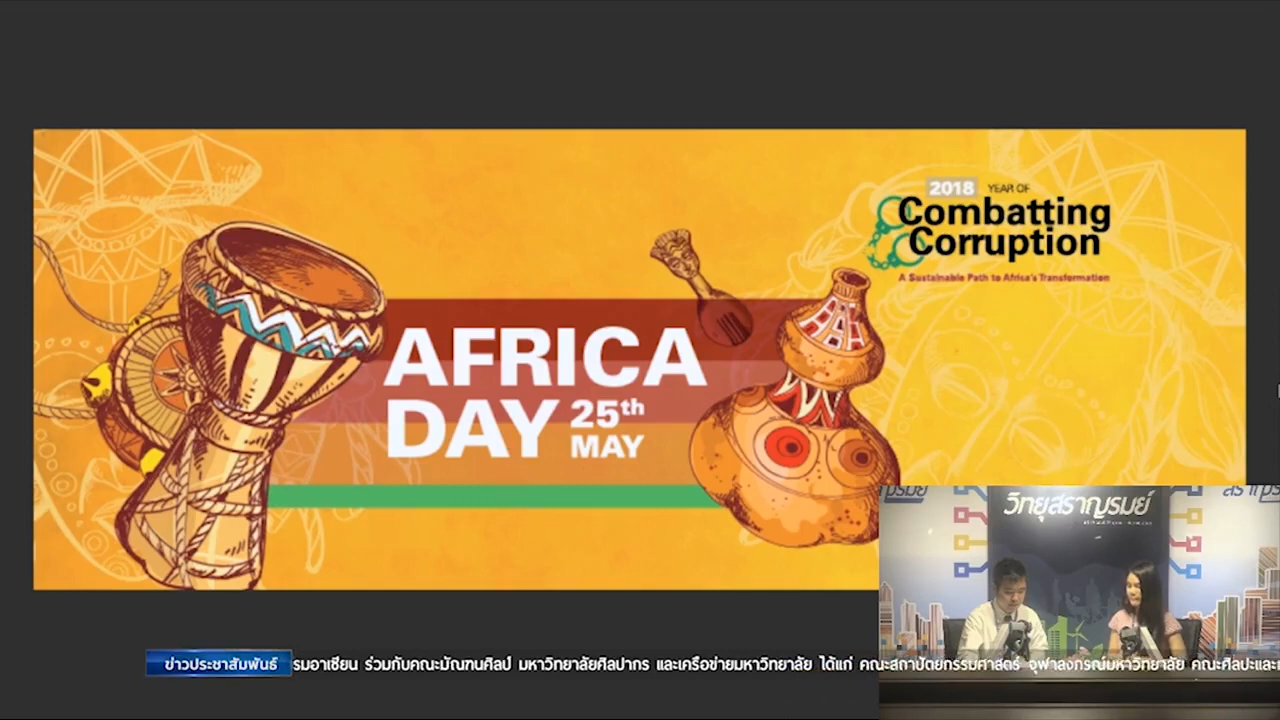 2018 YEAR OF
Combatting
Corruption
A Sustainable Path to Africa's Transformation
AFRICA
DAY 25th
MAY
วิทยุสราญรมย์
ข่าวประชาสัมพันธ์ รมอาเซียน ร่วมกับคณะมัณฑนศิลป์ มหาวิทยาลัยศิลปากร และเครือข่ายมหาวิทยาลัย ได้แก่ คณะสถาปัตยกรรมศาสตร์ จุฬาลงกรณ์มหาวิทยาลัย คณะศิลปะและ